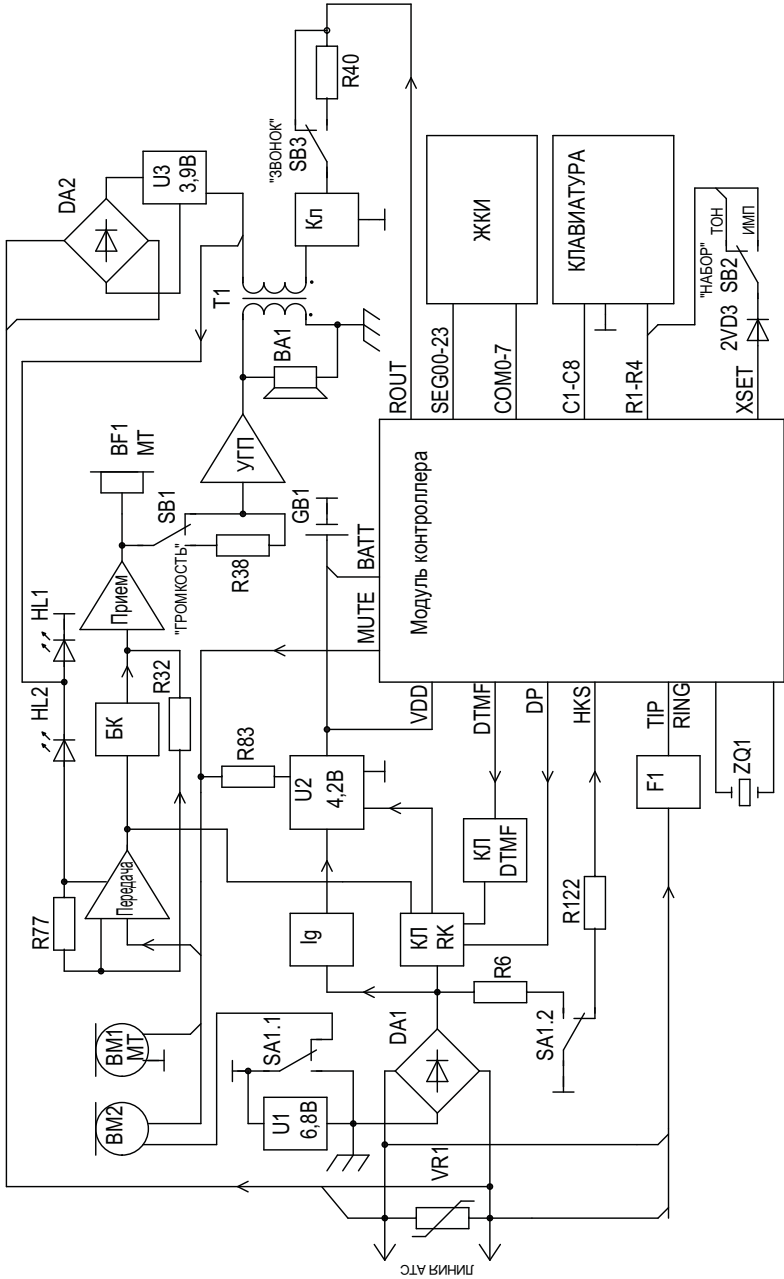 DA2
U3
3,9В
"ЗВОНОК"
SB3
R40
Кл
T1
BA1
УГП
BF1
МТ
SB1
"ГРОМКОСТЬ"
R38
GB1
HL1
HL2
Прием
R32
БК
R77
Передача
BM1
МТ
BM2
R83
U2
4,2В
Ig
SA1.1
U1
6,8В
КЛ
RK
КЛ
DTMF
DA1
R6
SA1.2
R122
VR1
ЛИНИЯ АТС
F1
ZQ1
MUTE
BATT
VDD
DTMF
DP
HKS
TIP
RING
Модуль контроллера
ROUT
SEG00-23
COM0-7
C1-C8
R1-R4
XSET
ЖКИ
КЛАВИАТУРА
"НАБОР"
ТОН
ИМП
SB2
2VD3